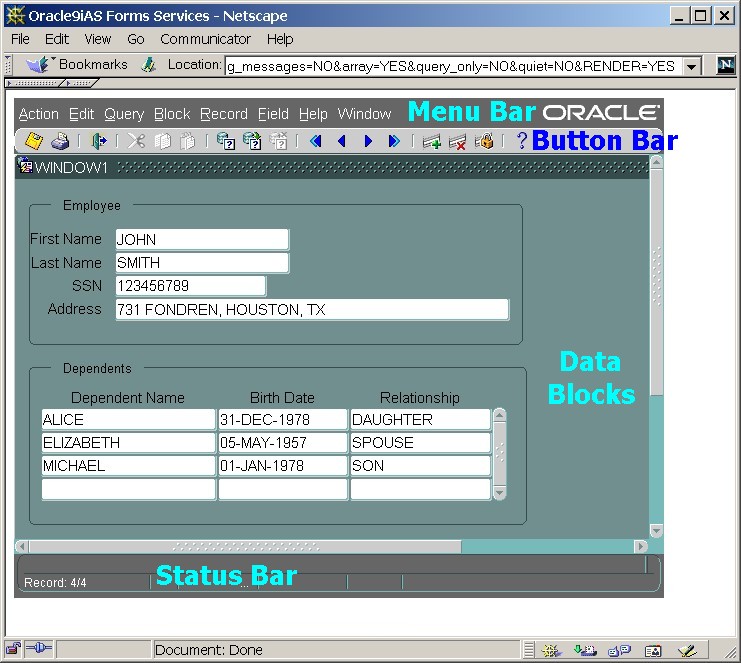 Oracle9iAS Forms Services - Netscape
File Edit View Go Communicator Help
Bookmarks Location: g_messages=NO&array=YES&query_only=NO&quiet=NO&RENDER=YES
N
Action Edit Query Block Record Field Help Window Menu Bar ORACLE
Button Bar
WINDOW1
Employee
First Name JOHN
Last Name SMITH
SSN 123456789
Address 731 FONDREN, HOUSTON, TX
Data
Blocks
Dependents
Dependent Name Birth Date Relationship
ALICE 31-DEC-1978 DAUGHTER
ELIZABETH 05-MAY-1957 SPOUSE
MICHAEL 01-JAN-1978 SON
Record: 4/4 Status Bar ...
Document: Done